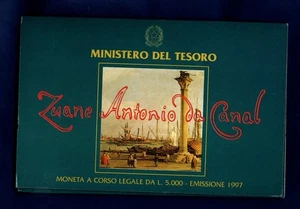 MINISTERO DEL TESORO
Zuane Antonio da Canal
MONETA A CORSO LEGALE DA L. 5.000 - EMISSIONE 1997